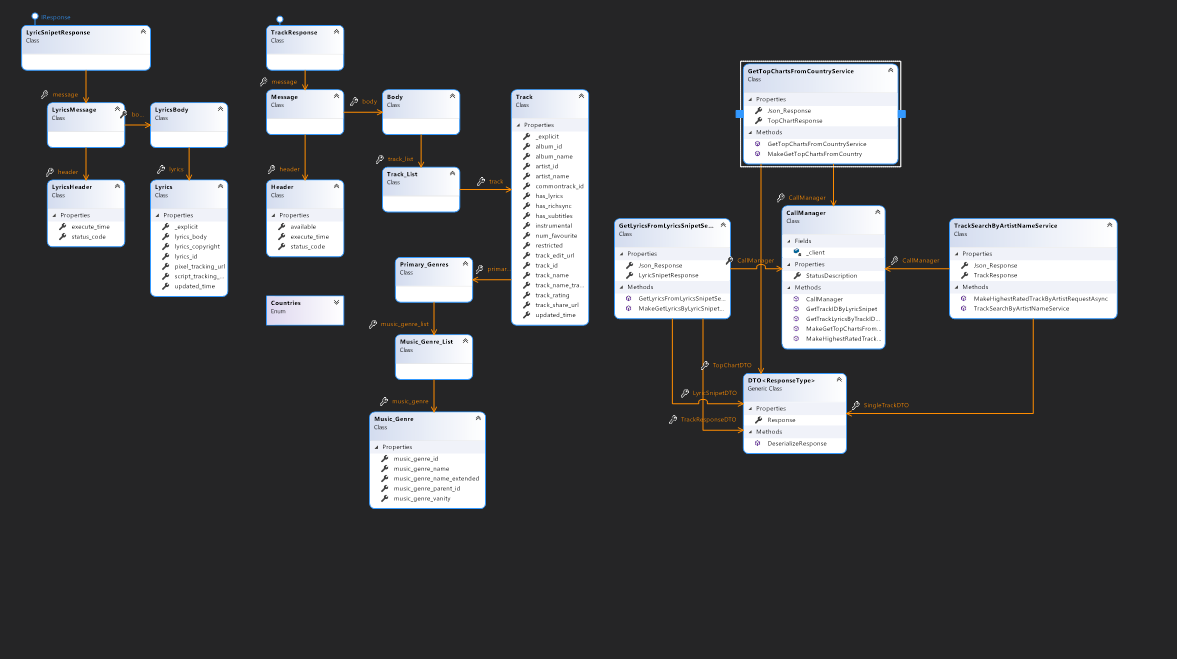 IResponse
LyricSnipetResponse
Class
message
LyricsMessage
Class
bo...
LyricsBody
Class
header
lyrics
LyricsHeader
Class
Properties
execute_time
status_code
Lyrics
Class
Properties
_explicit
lyrics_body
lyrics_copyright
lyrics_id
pixel_tracking_url
script_tracking_...
updated_time
TrackResponse
Class
message
Message
Class
body
Body
Class
header
track_list
Header
Class
Properties
available
execute_time
status_code
Track_List
Class
track
Track
Class
Properties
_explicit
album_id
album_name
artist_id
artist_name
commontrack_id
has_lyrics
has_richsync
has_subtitles
instrumental
num_favourite
restricted
track_edit_url
track_id
track_name
track_name_tra...
track_rating
track_share_url
updated_time
Countries
Enum
Primary_Genres
Class
primar...
music_genre_list
Music_Genre_List
Class
music_genre
Music_Genre
Class
Properties
music_genre_id
music_genre_name
music_genre_name_extended
music_genre_parent_id
music_genre_vanity
GetTopChartsFromCountryService
Class
Properties
Json_Response
TopChartResponse
Methods
GetTopChartsFromCountryService
MakeGetTopChartsFromCountry
CallManager
GetLyricsFromLyricsSnipetSe...
Class
Properties
Json_Response
LyricSnipetResponse
Methods
GetLyricsFromLyricsSnipetSe...
MakeGetLyricsByLyricSnipet...
CallManager
CallManager
Class
Fields
_client
Properties
StatusDescription
Methods
CallManager
GetTrackIDByLyricSnipet
GetTrackLyricsByTrackID...
MakeGetTopChartsFrom...
MakeHighestRatedTrack...
CallManager
TrackSearchByArtistNameService
Class
Properties
Json_Response
TrackResponse
Methods
MakeHighestRatedTrackByArtistRequestAsync
TrackSearchByArtistNameService
TopChartDTO
LyricSnipetDTO
TrackResponseDTO
SingleTrackDTO
DTO<ResponseType>
Generic Class
Properties
Response
Methods
DeserializeResponse